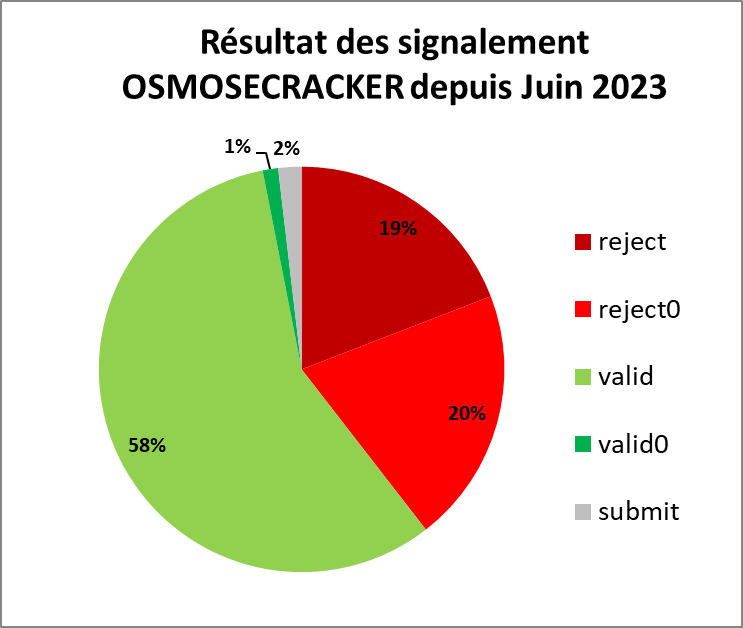 Résultat des signalement
OSMOSECRACKER depuis Juin 2023
1%
2%
19%
20%
58%
reject
reject0
valid
valid0
submit